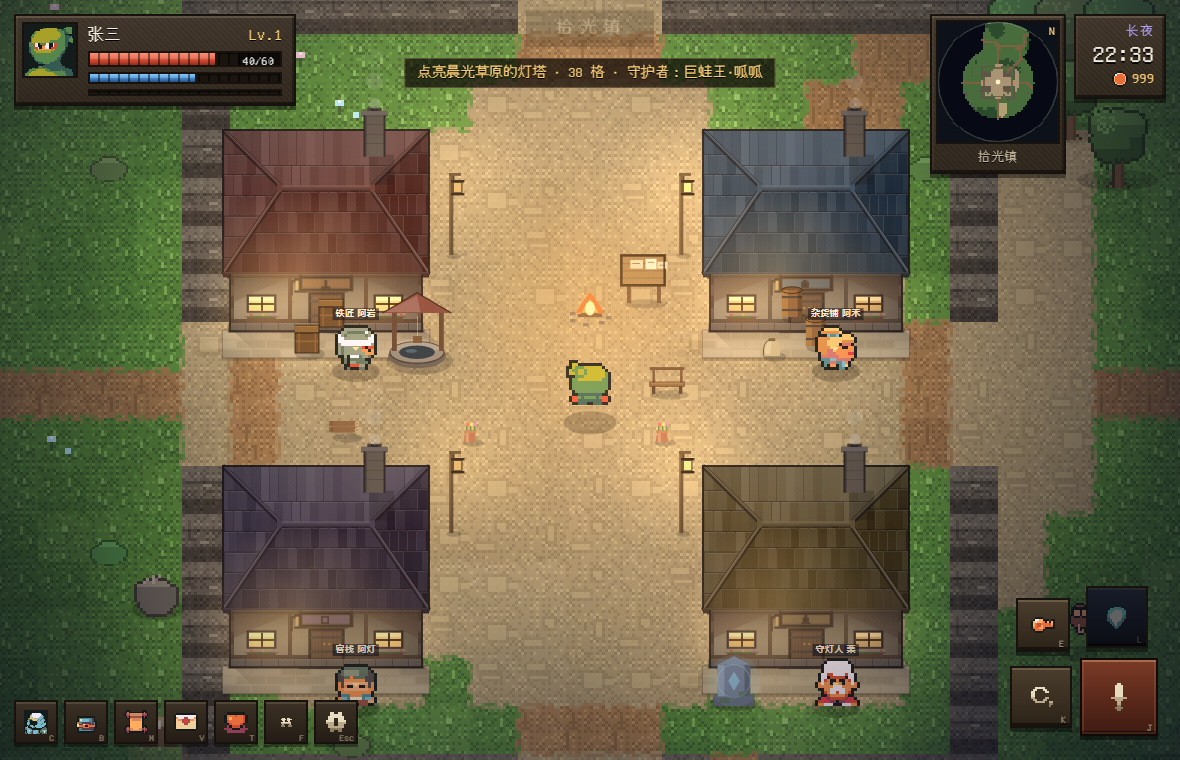 张三
Lv.1
40/60
拾光镇
点亮晨光草原的灯塔 · 38 格 · 守护者：巨蛙王·呱呱
N
拾光镇
长夜
22:33
999
铁匠 阿岩
杂货铺 阿禾
客栈 阿灯
守灯人 荣
C
B
N
V
T
F
Esc
E
L
K
J